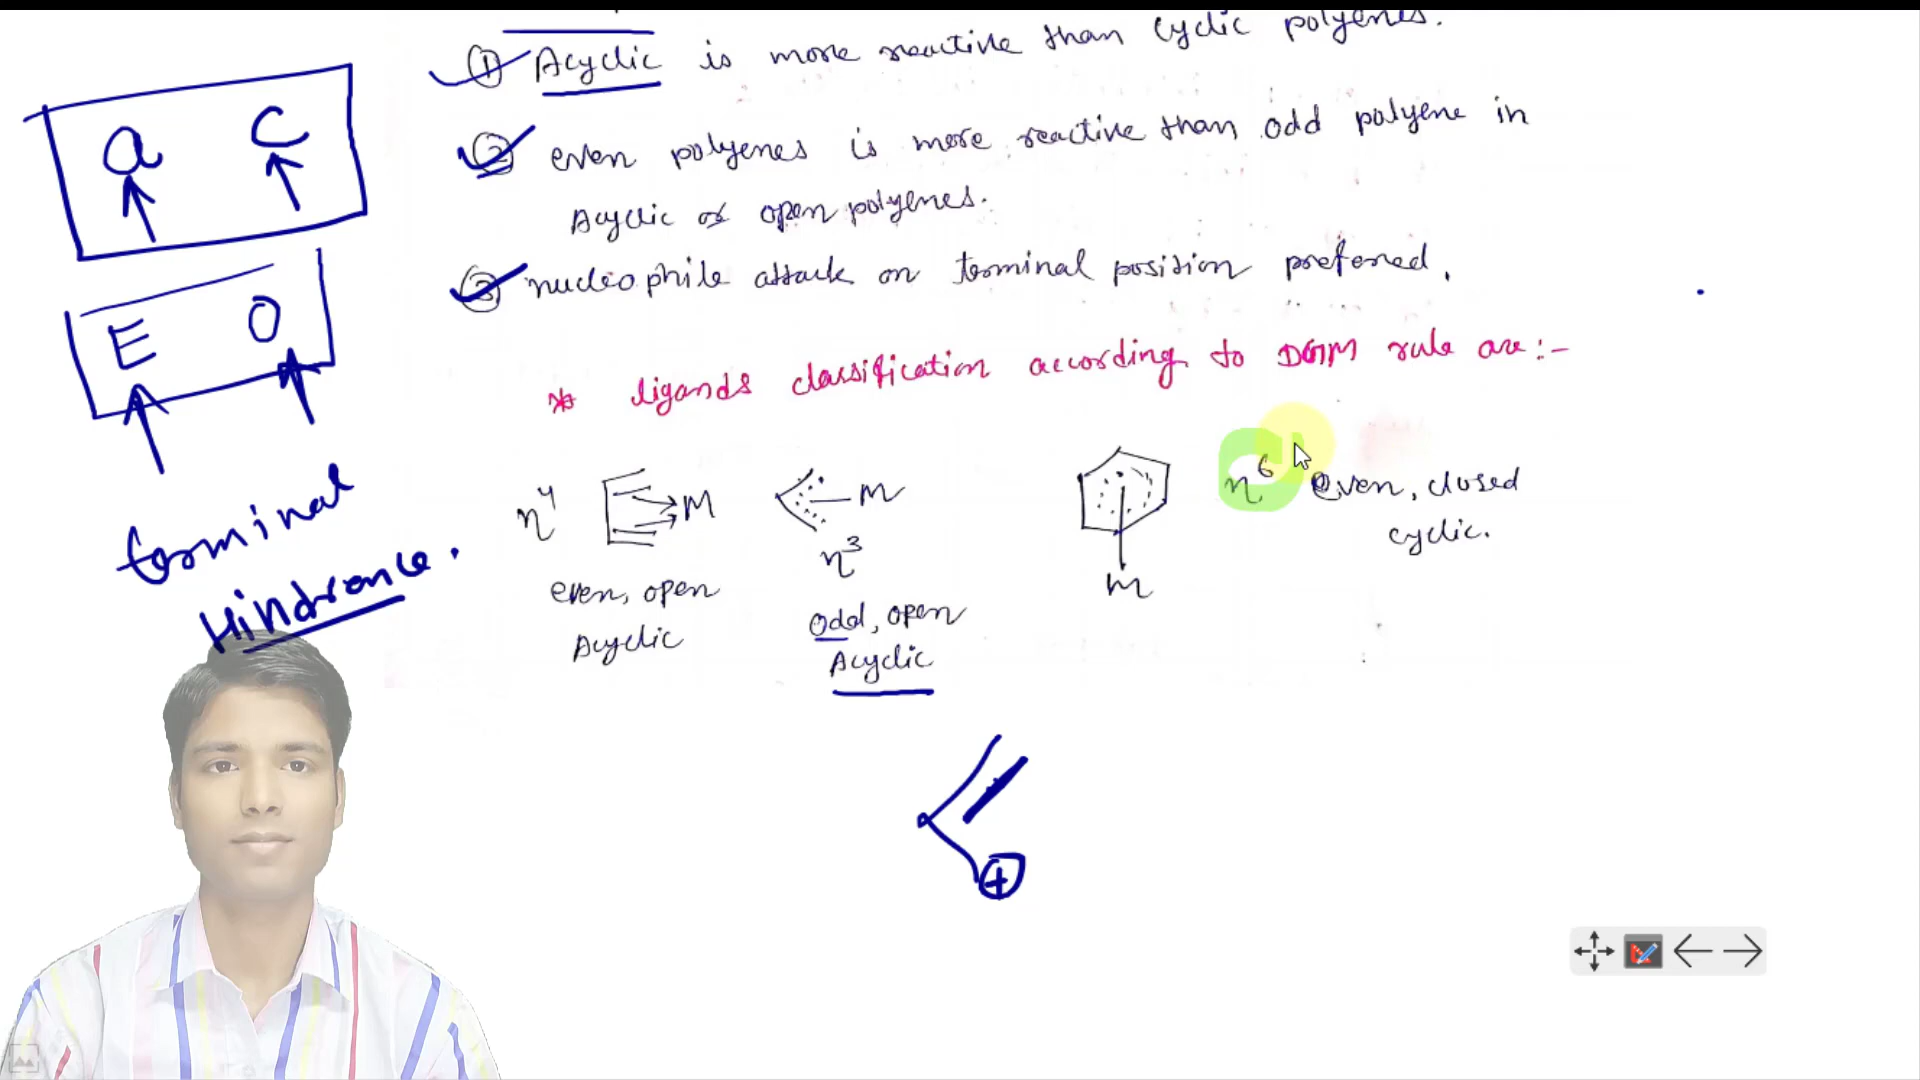 ① Acyclic is more reactive than cyclic polyenes.
② even polyenes is more reactive than odd polyene in
Acyclic or open polyenes.
③ nucleophile attack on terminal position preferred.
a c
E O
terminal
Hindrance.
* ligands classification according to DGM rule are :-
η⁴ M
even, open
Acyclic
M
η³
Odd, open
Acyclic
M
η⁶ even, closed
cyclic.
+